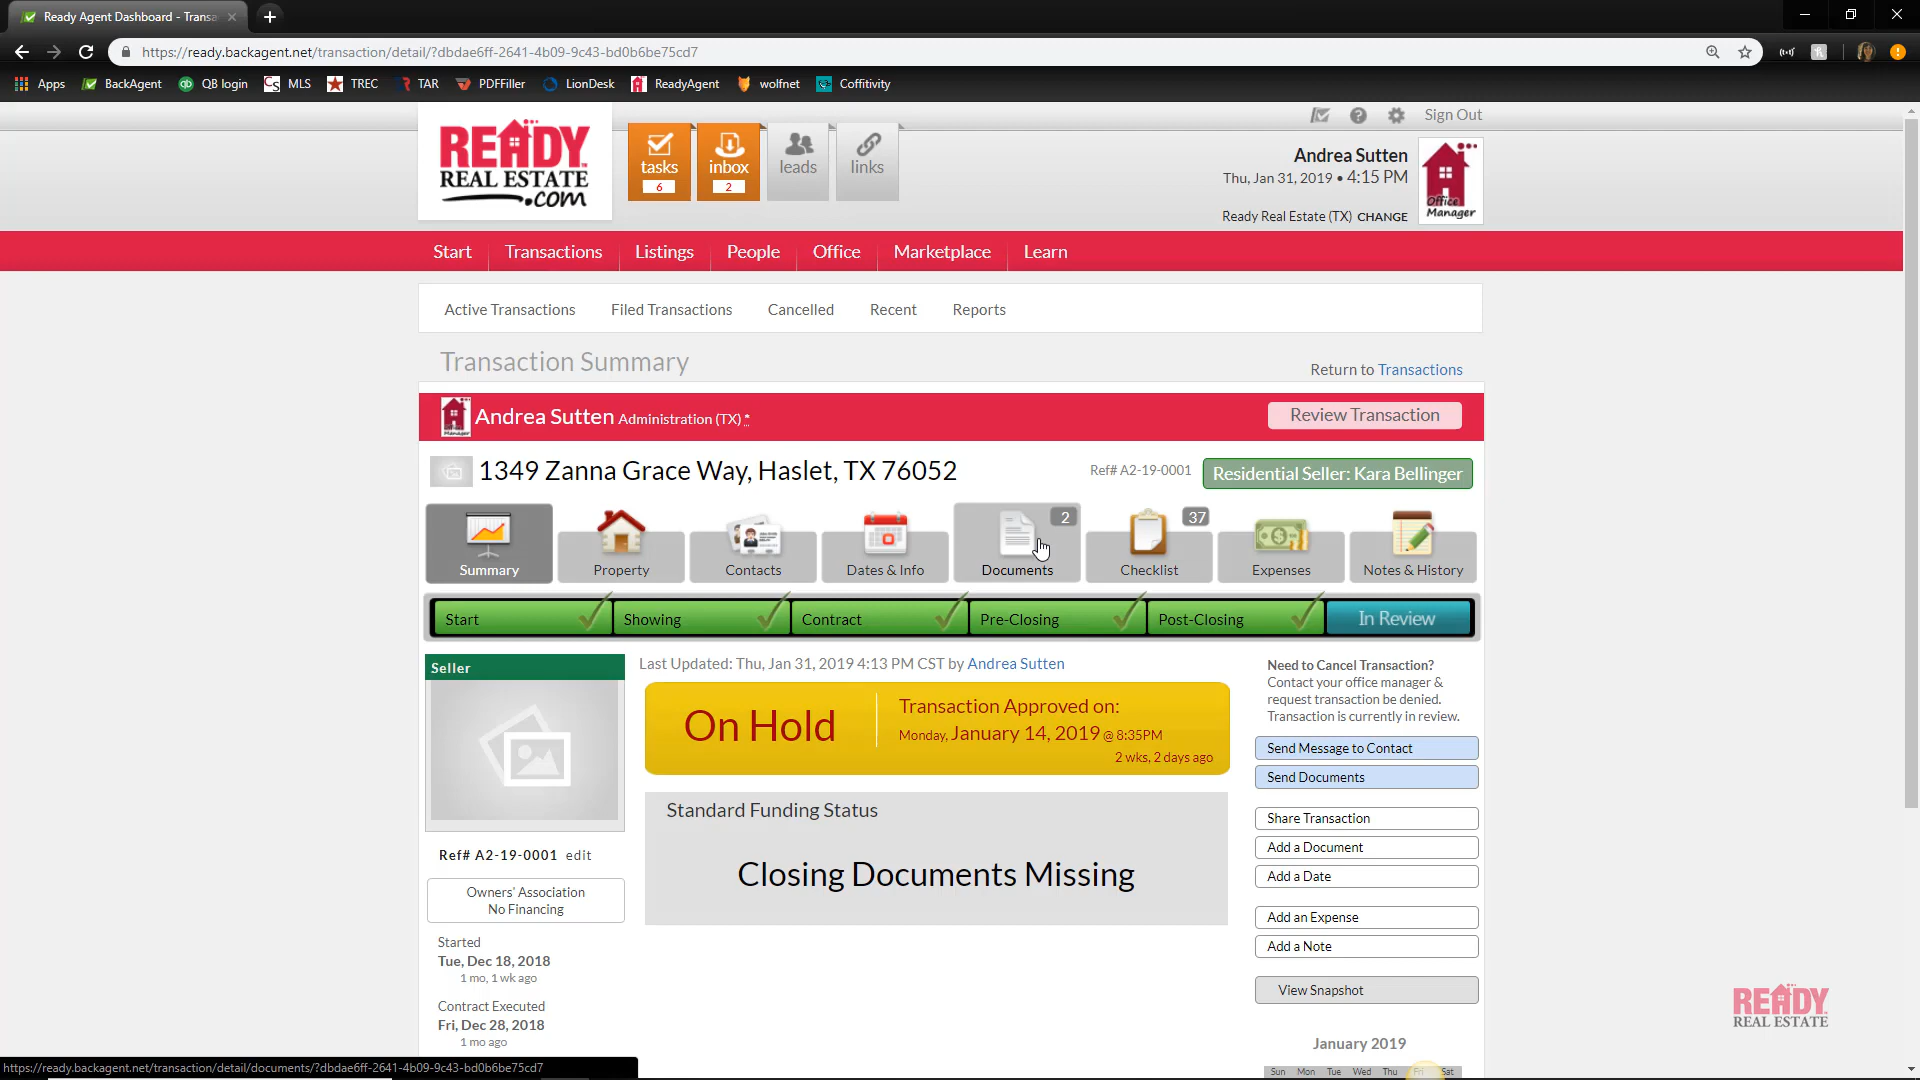 Ready Agent Dashboard - Transa
https://ready.backagent.net/transaction/detail/?dbdae6ff-2641-4b09-9c43-bd0b6be75cd7
Apps BackAgent QB login MLS TREC TAR PDFFiller LionDesk ReadyAgent wolfnet Coffitivity
Sign Out
READY
REAL ESTATE
.com
tasks
6
inbox
2
leads
links
Andrea Sutten
Thu, Jan 31, 2019 • 4:15 PM
Ready Real Estate (TX) CHANGE
Office
Manager
Start Transactions Listings People Office Marketplace Learn
Active Transactions Filed Transactions Cancelled Recent Reports
Transaction Summary
Return to Transactions
Andrea Sutten Administration (TX) *
Review Transaction
1349 Zanna Grace Way, Haslet, TX 76052
Ref# A2-19-0001
Residential Seller: Kara Bellinger
2
37
Summary Property Contacts Dates & Info Documents Checklist Expenses Notes & History
Start Showing Contract Pre-Closing Post-Closing In Review
Seller
Last Updated: Thu, Jan 31, 2019 4:13 PM CST by Andrea Sutten
On Hold
Transaction Approved on:
Monday, January 14, 2019 @ 8:35PM
2 wks, 2 days ago
Standard Funding Status
Closing Documents Missing
Need to Cancel Transaction?
Contact your office manager &
request transaction be denied.
Transaction is currently in review.
Send Message to Contact
Send Documents
Share Transaction
Add a Document
Add a Date
Add an Expense
Add a Note
View Snapshot
January 2019
Sun Mon Tue Wed Thu Fri Sat
Ref# A2-19-0001 edit
Owners' Association
No Financing
Started
Tue, Dec 18, 2018
1 mo, 1 wk ago
Contract Executed
Fri, Dec 28, 2018
1 mo ago
READY
REAL ESTATE
https://ready.backagent.net/transaction/detail/documents/?dbdae6ff-2641-4b09-9c43-bd0b6be75cd7